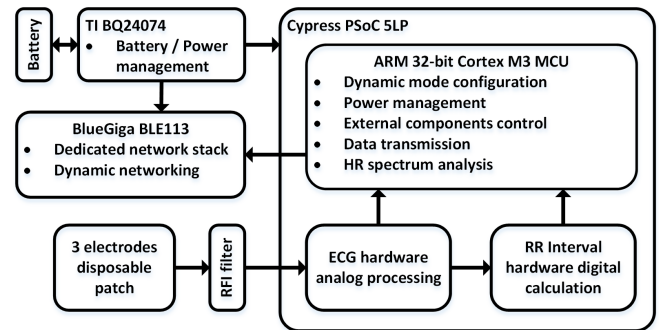 Battery
TI BQ24074
• Battery / Power
management
Cypress PSoC 5LP
ARM 32-bit Cortex M3 MCU
• Dynamic mode configuration
• Power management
• External components control
• Data transmission
• HR spectrum analysis
BlueGiga BLE113
• Dedicated network stack
• Dynamic networking
3 electrodes
disposable
patch
RFI filter
ECG hardware
analog processing
RR Interval
hardware digital
calculation